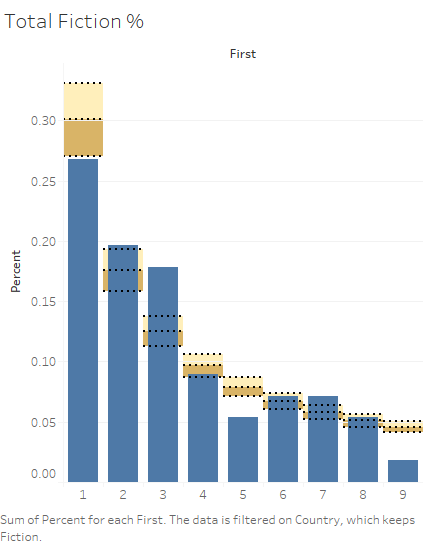 Total Fiction %
First
0.30
0.25
0.20
0.15
0.10
0.05
0.00
Percent
1 2 3 4 5 6 7 8 9
Sum of Percent for each First. The data is filtered on Country, which keeps
Fiction.